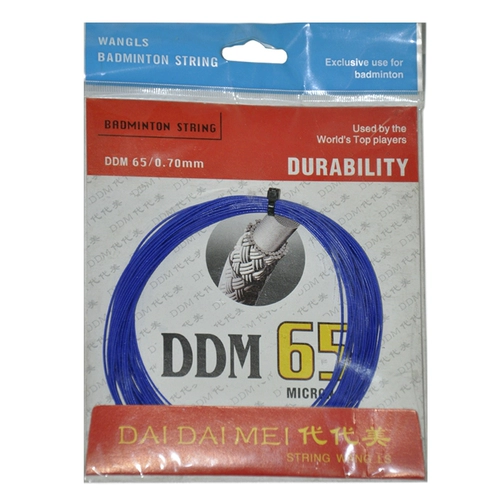 WANGLS
BADMINTON STRING
Exclusive use for
badminton
BADMINTON STRING
DDM 65/0.70mm
Used by the
World's Top players
DURABILITY
DDM 65
DAI DAI MEI 代代美
STRING WANGLS